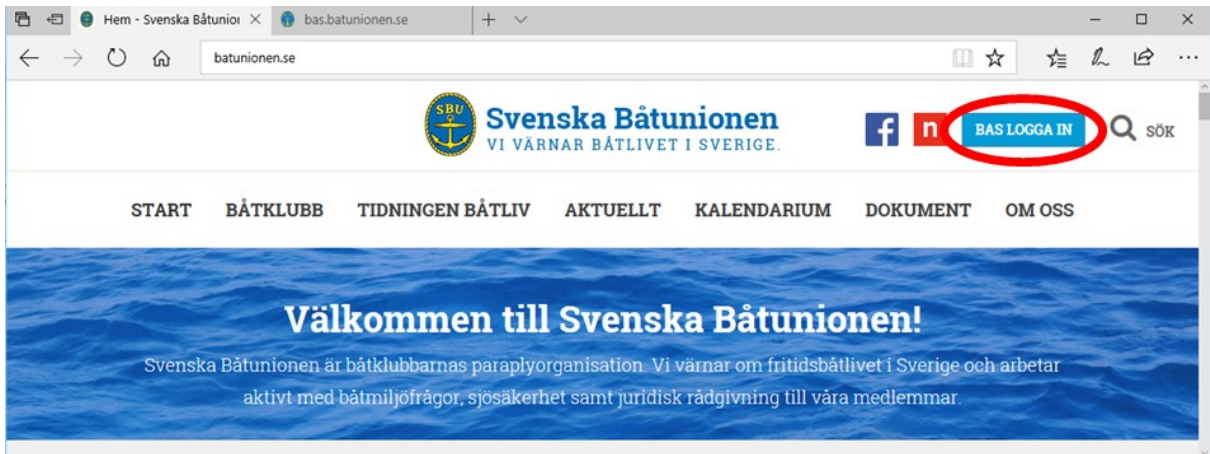 Hem - Svenska Båtunior
bas.batunionen.se
batunionen.se
SBU
Svenska Båtunionen
VI VÄRNAR BÅTLIVET I SVERIGE.
f
n
BAS LOGGA IN
SÖK
START BÅTKLUBB TIDNINGEN BÅTLIV AKTUELLT KALENDARIUM DOKUMENT OM OSS
Välkommen till Svenska Båtunionen!
Svenska Båtunionen är båtklubbarnas paraplyorganisation. Vi värnar om fritidsbåtlivet i Sverige och arbetar
aktivt med båtmiljöfrågor, sjösäkerhet samt juridisk rådgivning till våra medlemmar.